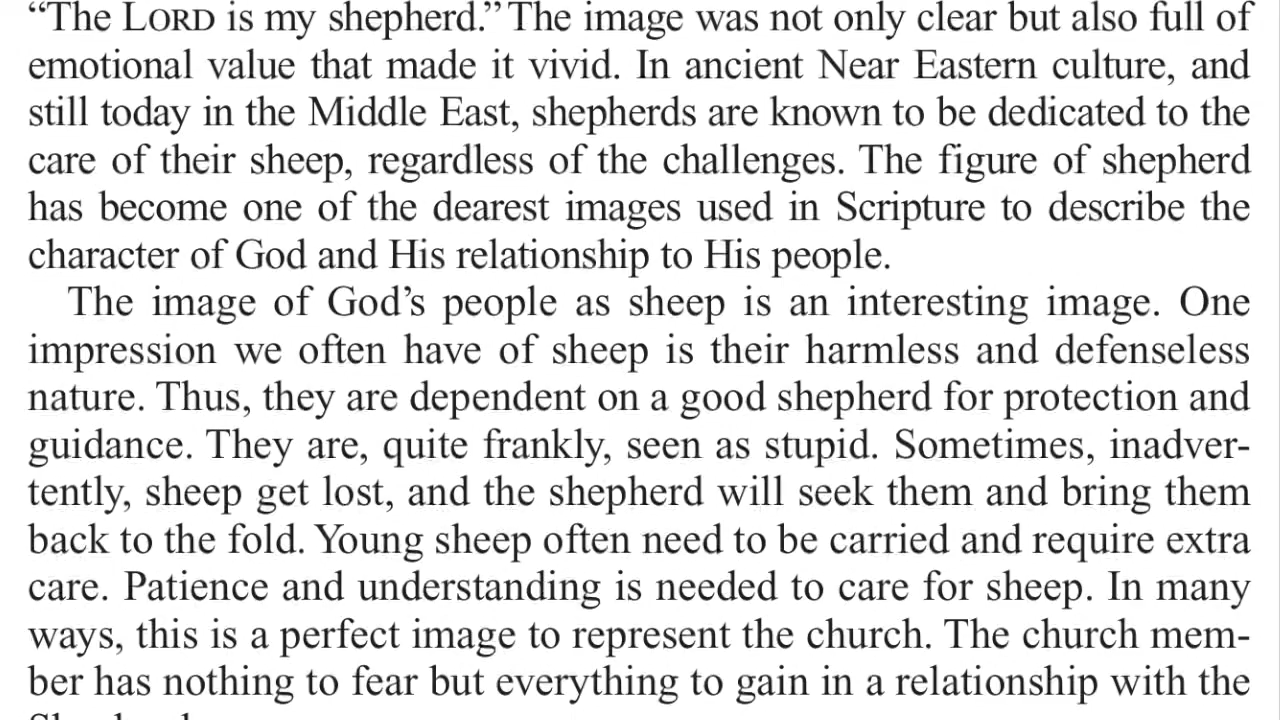 “The LORD is my shepherd.” The image was not only clear but also full of
emotional value that made it vivid. In ancient Near Eastern culture, and
still today in the Middle East, shepherds are known to be dedicated to the
care of their sheep, regardless of the challenges. The figure of shepherd
has become one of the dearest images used in Scripture to describe the
character of God and His relationship to His people.
The image of God’s people as sheep is an interesting image. One
impression we often have of sheep is their harmless and defenseless
nature. Thus, they are dependent on a good shepherd for protection and
guidance. They are, quite frankly, seen as stupid. Sometimes, inadver-
tently, sheep get lost, and the shepherd will seek them and bring them
back to the fold. Young sheep often need to be carried and require extra
care. Patience and understanding is needed to care for sheep. In many
ways, this is a perfect image to represent the church. The church mem-
ber has nothing to fear but everything to gain in a relationship with the